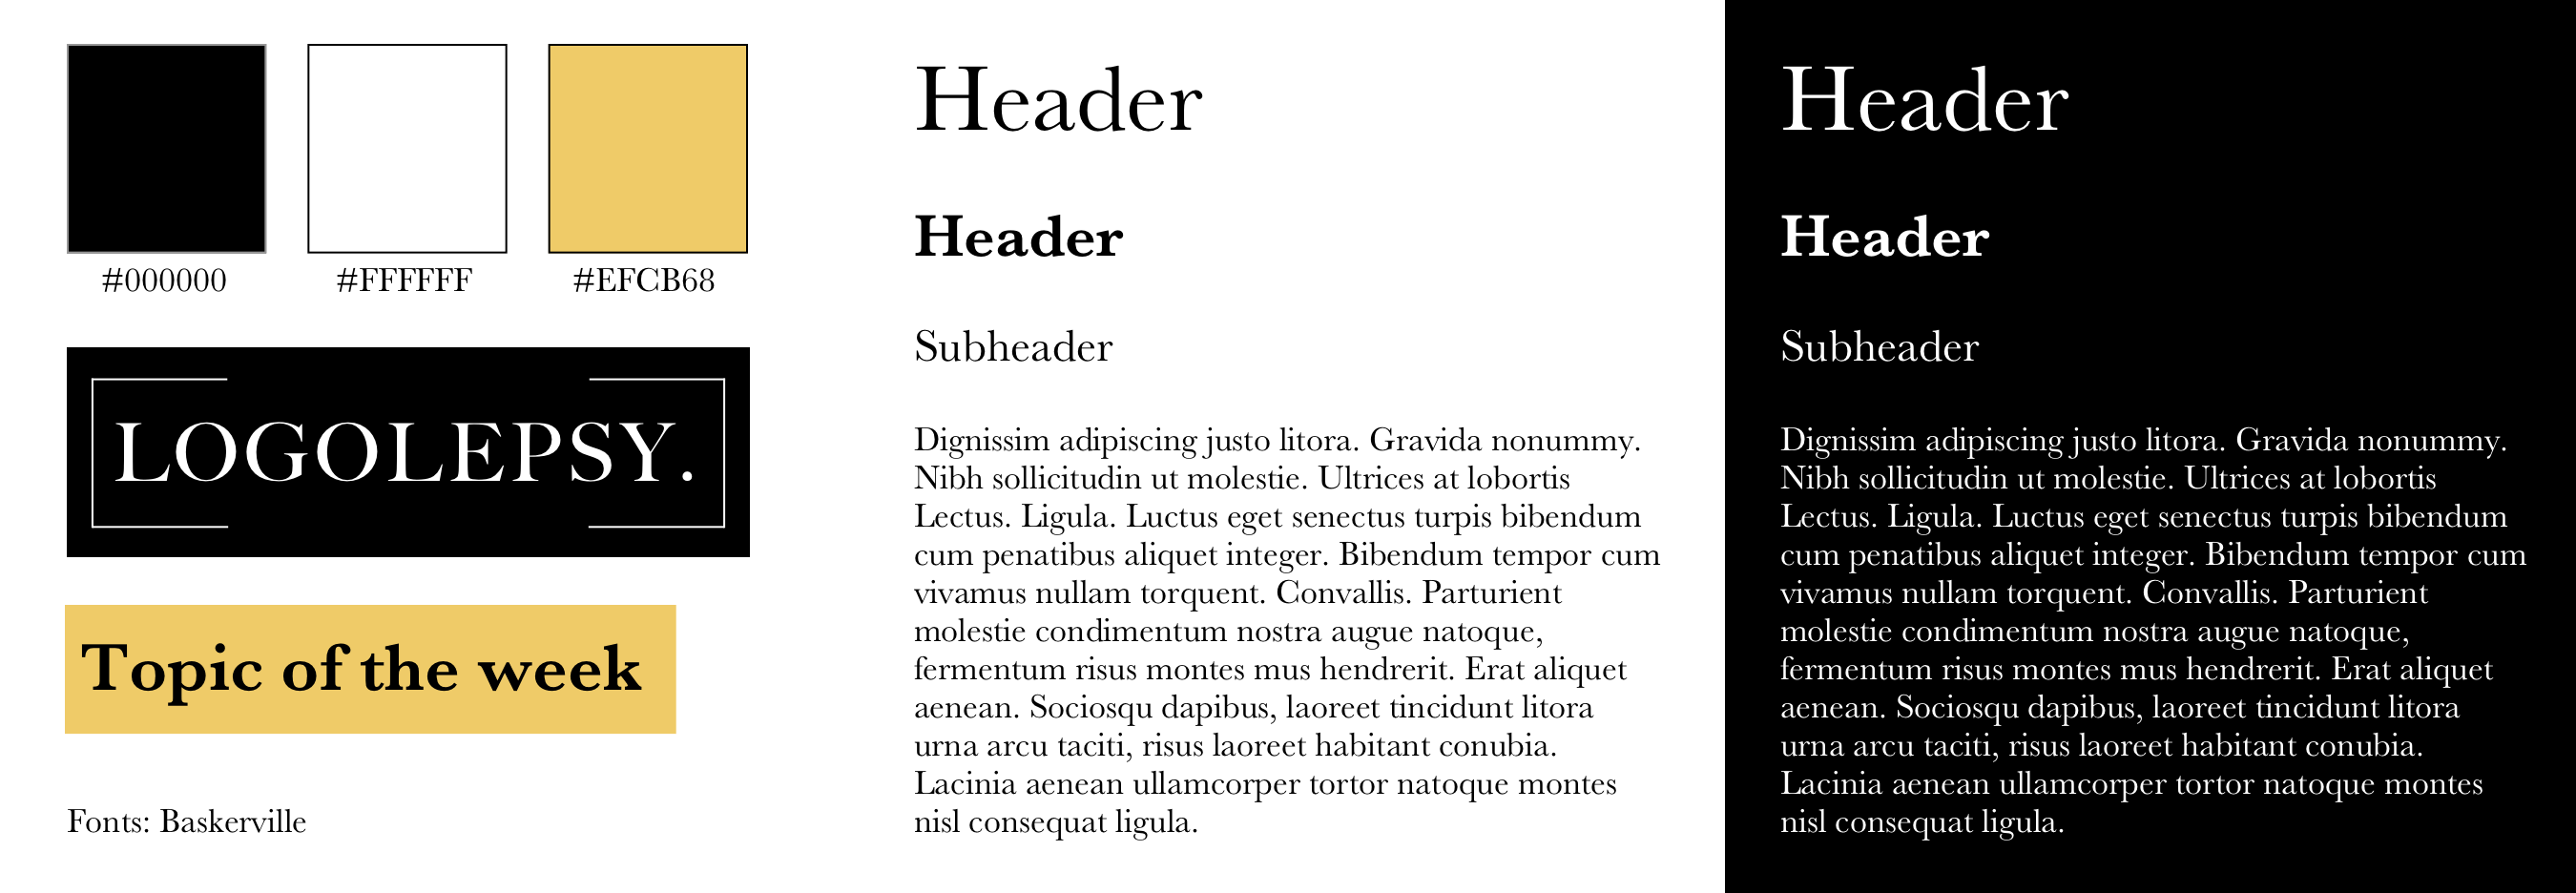 #000000
#FFFFFF
#EFCB68
LOGOLEPSY.
Topic of the week
Fonts: Baskerville
Header
Header
Subheader
Dignissim adipiscing justo litora. Gravida nonummy.
Nibh sollicitudin ut molestie. Ultrices at lobortis
Lectus. Ligula. Luctus eget senectus turpis bibendum
cum penatibus aliquet integer. Bibendum tempor cum
vivamus nullam torquent. Convallis. Parturient
molestie condimentum nostra augue natoque,
fermentum risus montes mus hendrerit. Erat aliquet
aenean. Sociosqu dapibus, laoreet tincidunt litora
urna arcu taciti, risus laoreet habitant conubia.
Lacinia aenean ullamcorper tortor natoque montes
nisl consequat ligula.
Header
Header
Subheader
Dignissim adipiscing justo litora. Gravida nonummy.
Nibh sollicitudin ut molestie. Ultrices at lobortis
Lectus. Ligula. Luctus eget senectus turpis bibendum
cum penatibus aliquet integer. Bibendum tempor cum
vivamus nullam torquent. Convallis. Parturient
molestie condimentum nostra augue natoque,
fermentum risus montes mus hendrerit. Erat aliquet
aenean. Sociosqu dapibus, laoreet tincidunt litora
urna arcu taciti, risus laoreet habitant conubia.
Lacinia aenean ullamcorper tortor natoque montes
nisl consequat ligula.